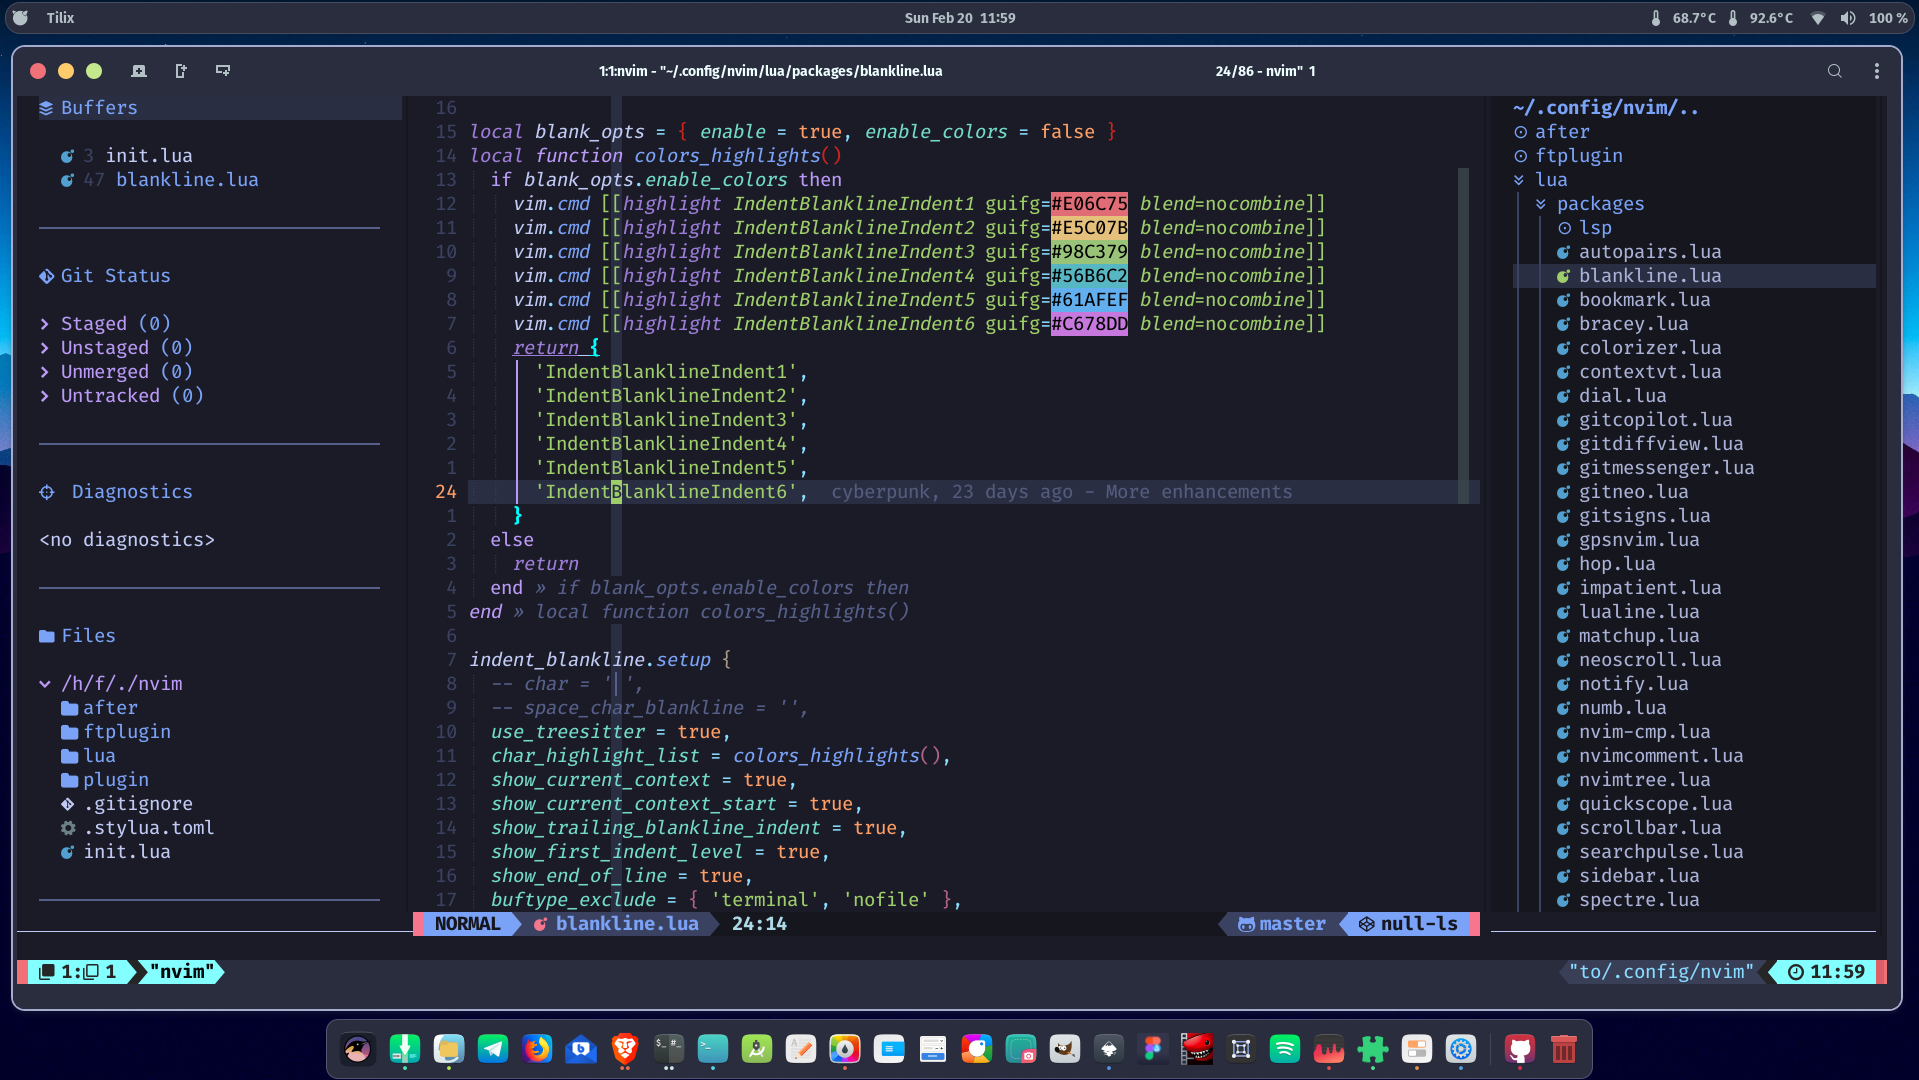 Tilix
Sun Feb 20 11:59
68.7°C 92.6°C 100 %
1:1:nvim - "~/.config/nvim/lua/packages/blankline.lua
24/86 - nvim" 1
Buffers
3 init.lua
47 blankline.lua
Git Status
Staged (0)
Unstaged (0)
Unmerged (0)
Untracked (0)
Diagnostics
<no diagnostics>
Files
/h/f/./nvim
after
ftplugin
lua
plugin
.gitignore
.stylua.toml
init.lua
16
15 local blank_opts = { enable = true, enable_colors = false }
14 local function colors_highlights()
13 if blank_opts.enable_colors then
12 vim.cmd [[highlight IndentBlanklineIndent1 guifg=#E06C75 blend=nocombine]]
11 vim.cmd [[highlight IndentBlanklineIndent2 guifg=#E5C07B blend=nocombine]]
10 vim.cmd [[highlight IndentBlanklineIndent3 guifg=#98C379 blend=nocombine]]
9 vim.cmd [[highlight IndentBlanklineIndent4 guifg=#56B6C2 blend=nocombine]]
8 vim.cmd [[highlight IndentBlanklineIndent5 guifg=#61AFEF blend=nocombine]]
7 vim.cmd [[highlight IndentBlanklineIndent6 guifg=#C678DD blend=nocombine]]
6 return {
5 'IndentBlanklineIndent1',
4 'IndentBlanklineIndent2',
3 'IndentBlanklineIndent3',
2 'IndentBlanklineIndent4',
1 'IndentBlanklineIndent5',
24 'IndentBlanklineIndent6', cyberpunk, 23 days ago - More enhancements
1 }
2 else
3 return
4 end » if blank_opts.enable_colors then
5 end » local function colors_highlights()
6
7 indent_blankline.setup {
8 -- char = '│',
9 -- space_char_blankline = '',
10 use_treesitter = true,
11 char_highlight_list = colors_highlights(),
12 show_current_context = true,
13 show_current_context_start = true,
14 show_trailing_blankline_indent = true,
15 show_first_indent_level = true,
16 show_end_of_line = true,
17 buftype_exclude = { 'terminal', 'nofile' },
NORMAL blankline.lua 24:14 master null-ls
~/.config/nvim/..
after
ftplugin
lua
packages
lsp
autopairs.lua
blankline.lua
bookmark.lua
bracey.lua
colorizer.lua
contextvt.lua
dial.lua
gitcopilot.lua
gitdiffview.lua
gitmessenger.lua
gitneo.lua
gitsigns.lua
gpsnvim.lua
hop.lua
impatient.lua
lualine.lua
matchup.lua
neoscroll.lua
notify.lua
numb.lua
nvim-cmp.lua
nvimcomment.lua
nvimtree.lua
quickscope.lua
scrollbar.lua
searchpulse.lua
sidebar.lua
spectre.lua
1: 1 "nvim"
"to/.config/nvim" 11:59